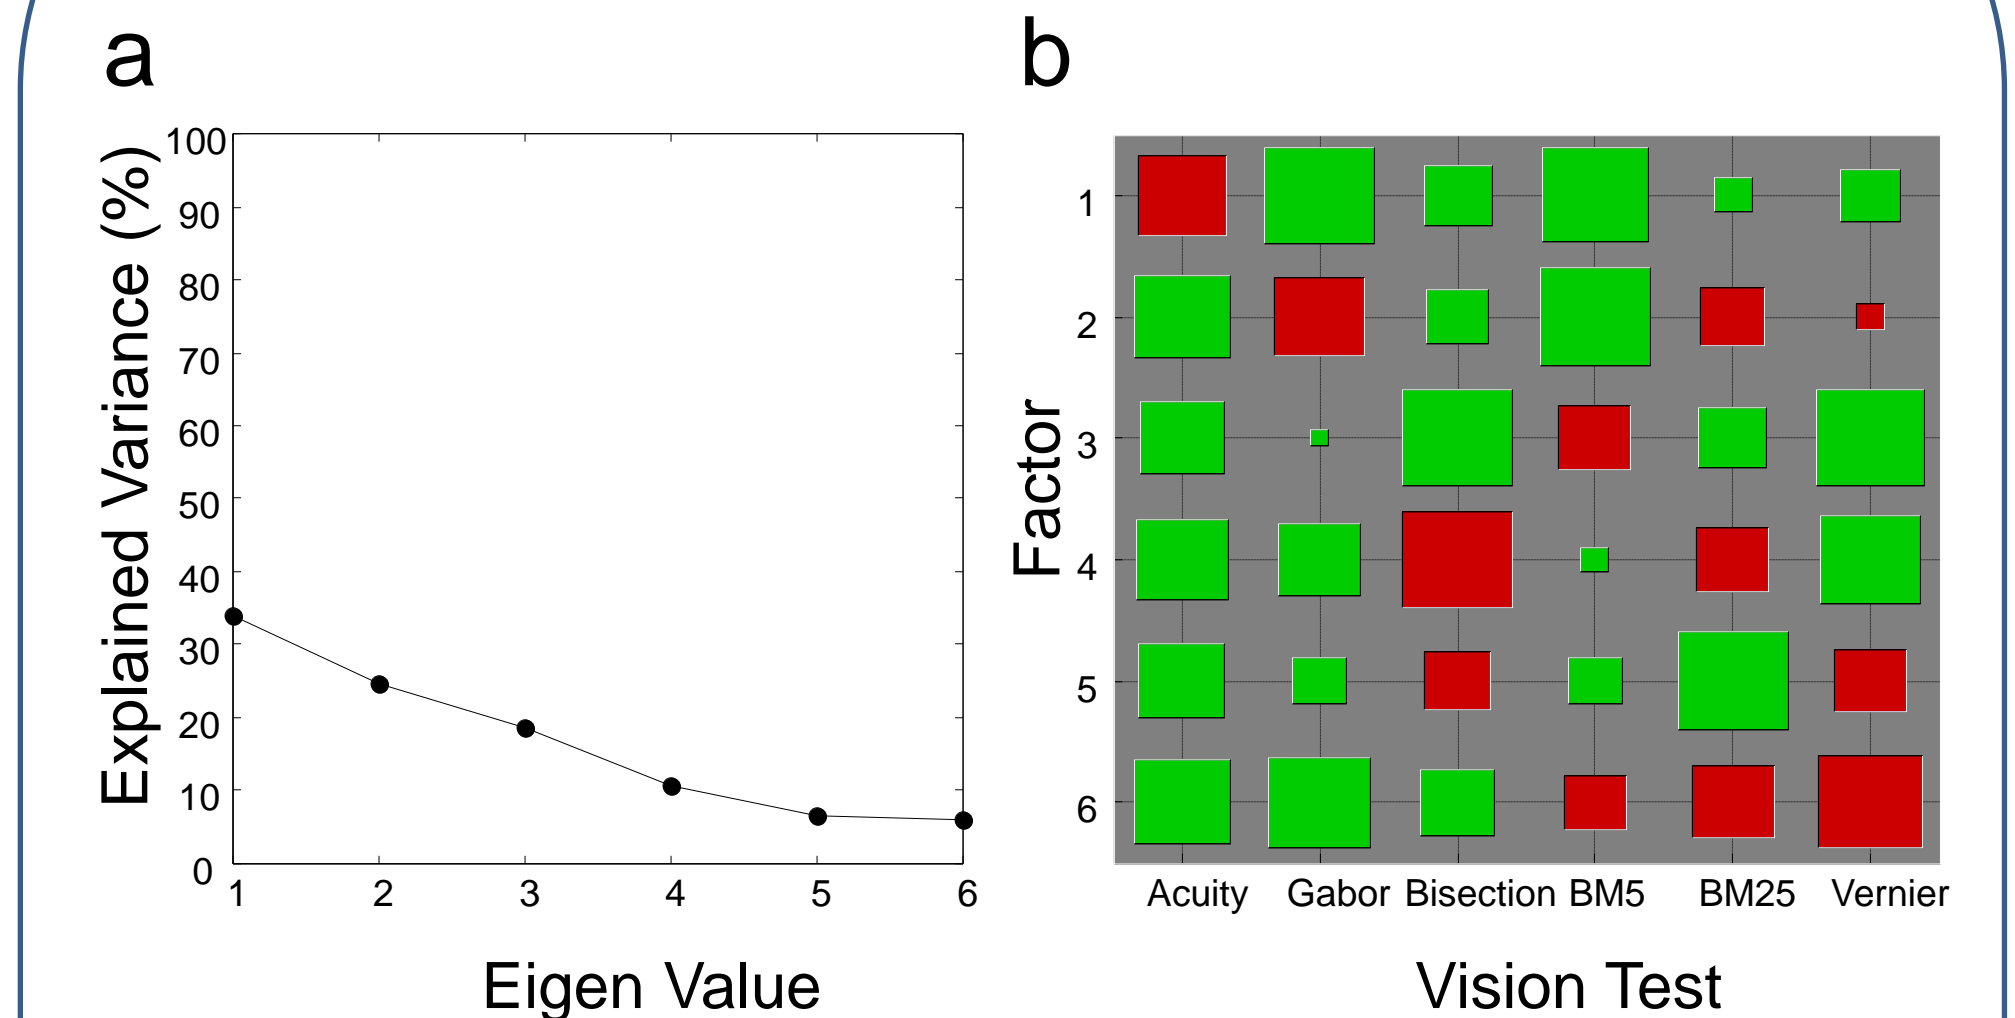 a
b
Explained Variance (%)
100
90
80
70
60
50
40
30
20
10
0
1 2 3 4 5 6
Eigen Value
Factor
1
2
3
4
5
6
Acuity Gabor Bisection BM5 BM25 Vernier
Vision Test